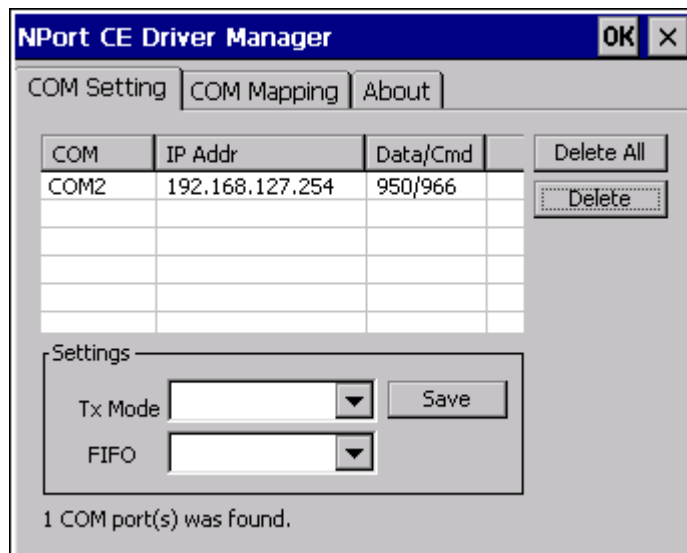 NPort CE Driver Manager OK ×
COM Setting COM Mapping About
COM IP Addr Data/Cmd Delete All
COM2 192.168.127.254 950/966
Delete
Settings
Tx Mode Save
FIFO
1 COM port(s) was found.